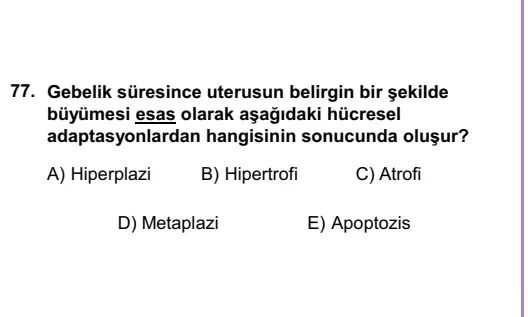 77. Gebelik süresince uterusun belirgin bir şekilde
büyümesi esas olarak aşağıdaki hücresel
adaptasyonlardan hangisinin sonucunda oluşur?
A) Hiperplazi B) Hipertrofi C) Atrofi
D) Metaplazi E) Apoptozis